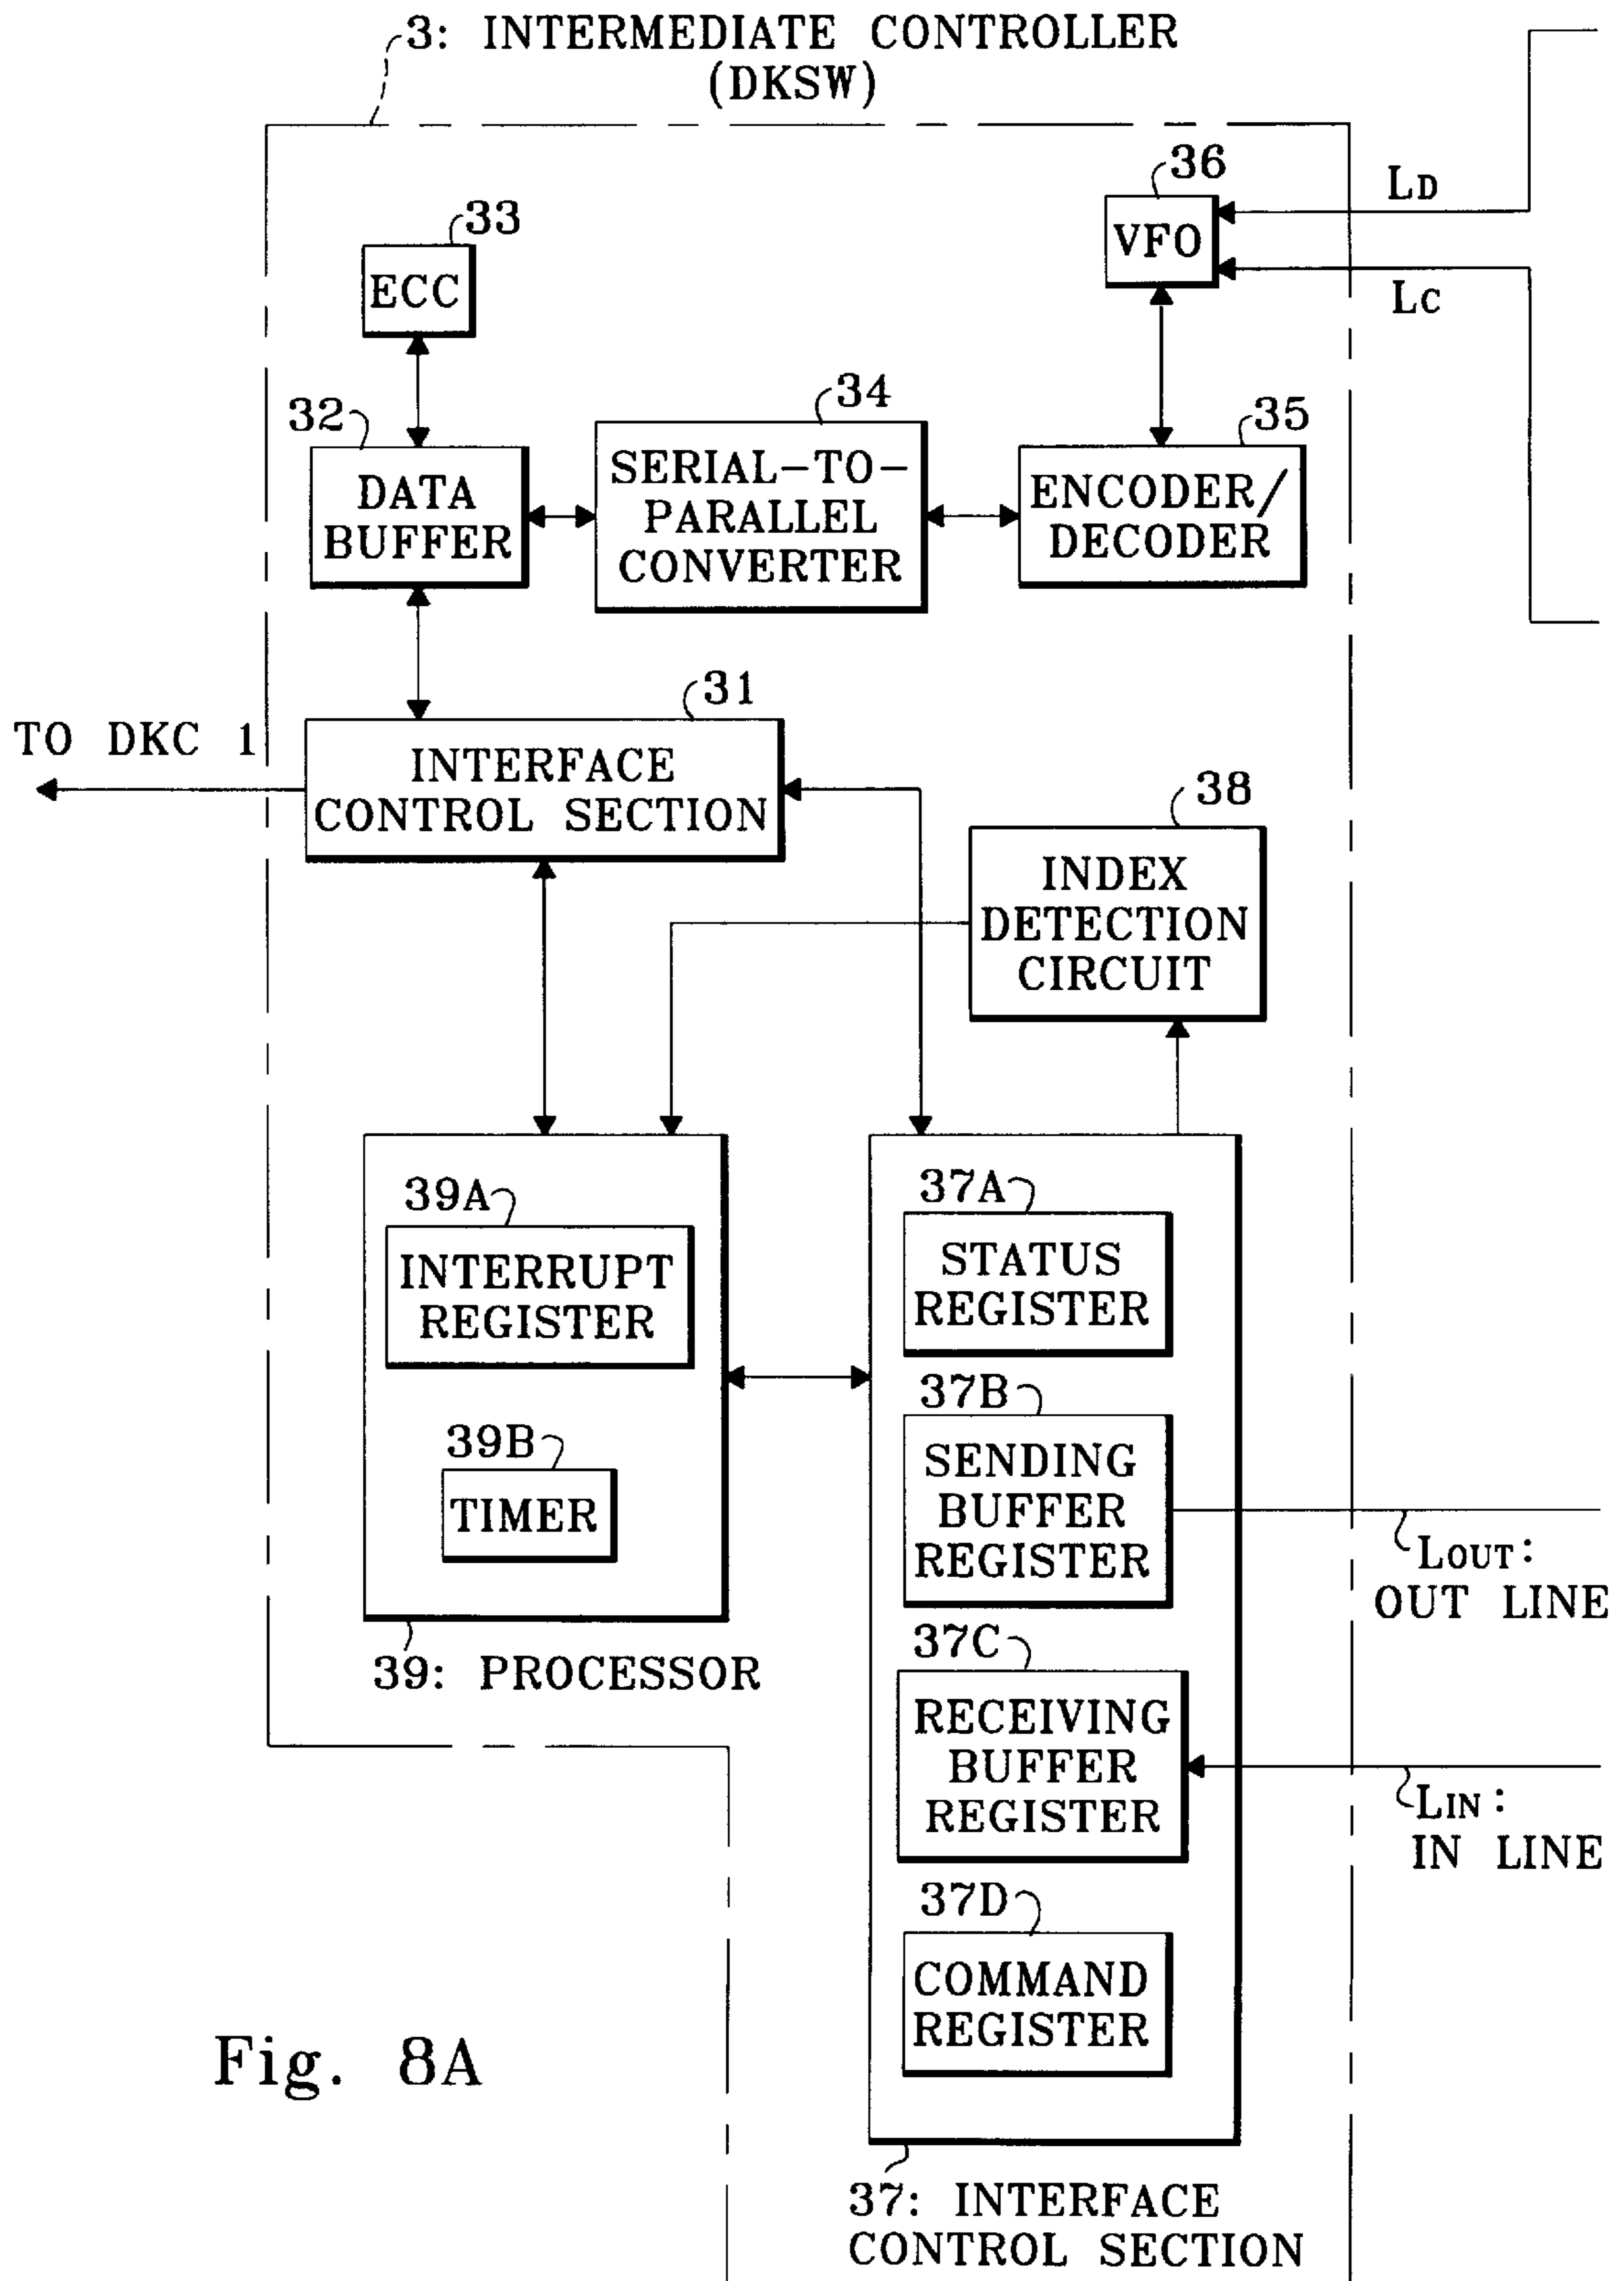 3: INTERMEDIATE CONTROLLER
(DKSW)
36
LD
VFO
LC
33
ECC
34
32
35
SERIAL-TO-
PARALLEL
CONVERTER
DATA
BUFFER
ENCODER/
DECODER
31
TO DKC 1
INTERFACE
CONTROL SECTION
38
INDEX
DETECTION
CIRCUIT
39A
INTERRUPT
REGISTER
39B
TIMER
39: PROCESSOR
37A
STATUS
REGISTER
37B
SENDING
BUFFER
REGISTER
LOUT:
OUT LINE
37C
RECEIVING
BUFFER
REGISTER
LIN:
IN LINE
37D
COMMAND
REGISTER
37: INTERFACE
CONTROL SECTION
Fig. 8A